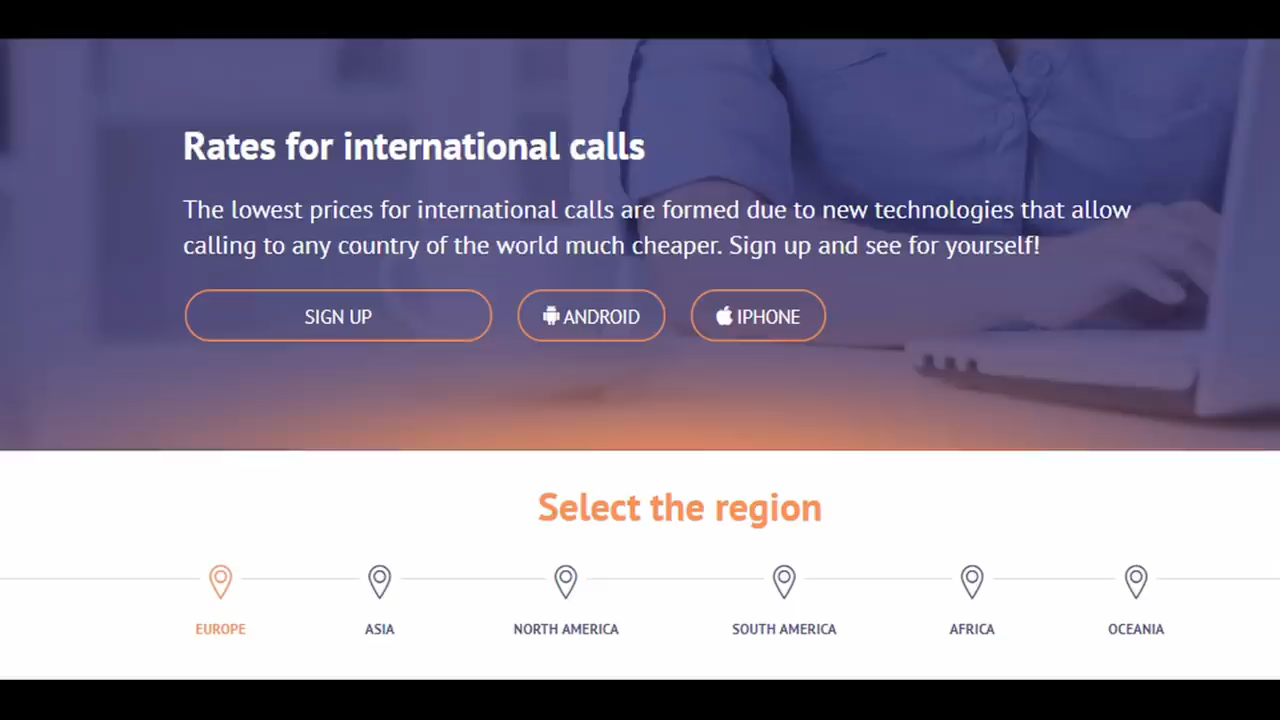 Rates for international calls
The lowest prices for international calls are formed due to new technologies that allow
calling to any country of the world much cheaper. Sign up and see for yourself!
SIGN UP
ANDROID
IPHONE
Select the region
EUROPE
ASIA
NORTH AMERICA
SOUTH AMERICA
AFRICA
OCEANIA